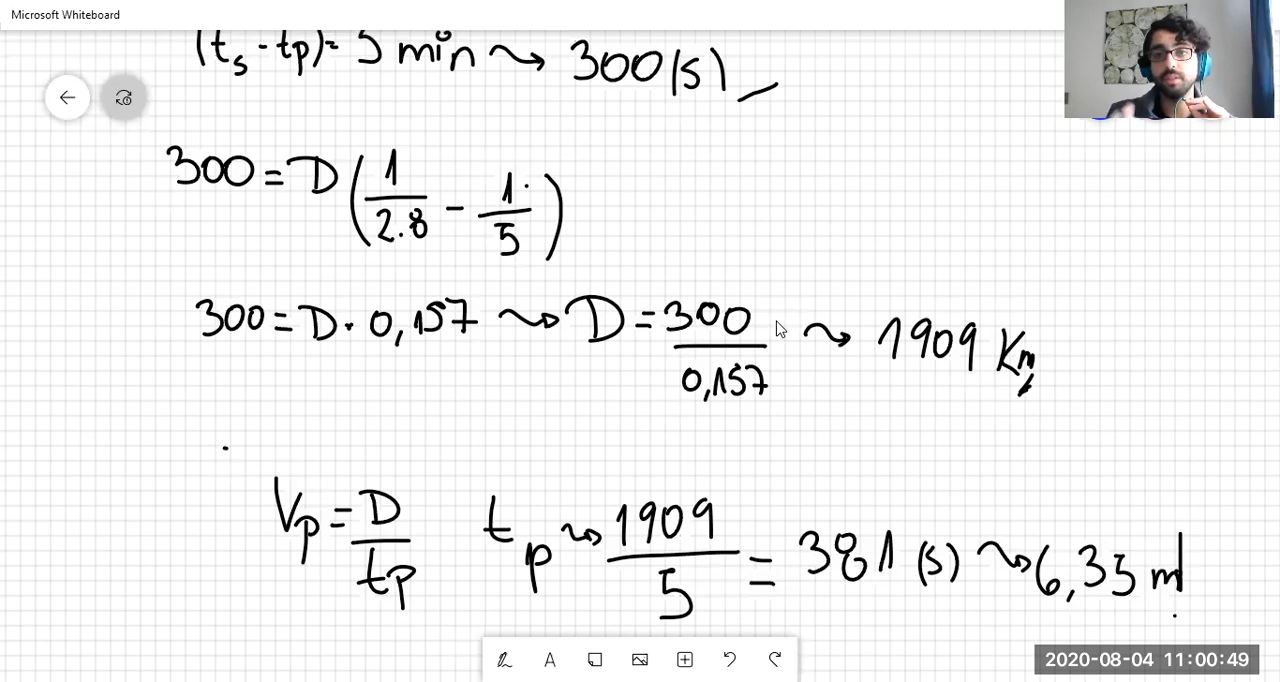 Microsoft Whiteboard
(ts - tp) = 5 min ⤳ 300 (s)
300 = D (1/2.8 - 1/5)
300 = D · 0,157 ⤳ D = 300/0,157 ⤳ 1909 Km
Vp = D/tp tp ⤳ 1909/5 = 381 (s) ⤳ 6,35 m
A
2020-08-04 11:00:49